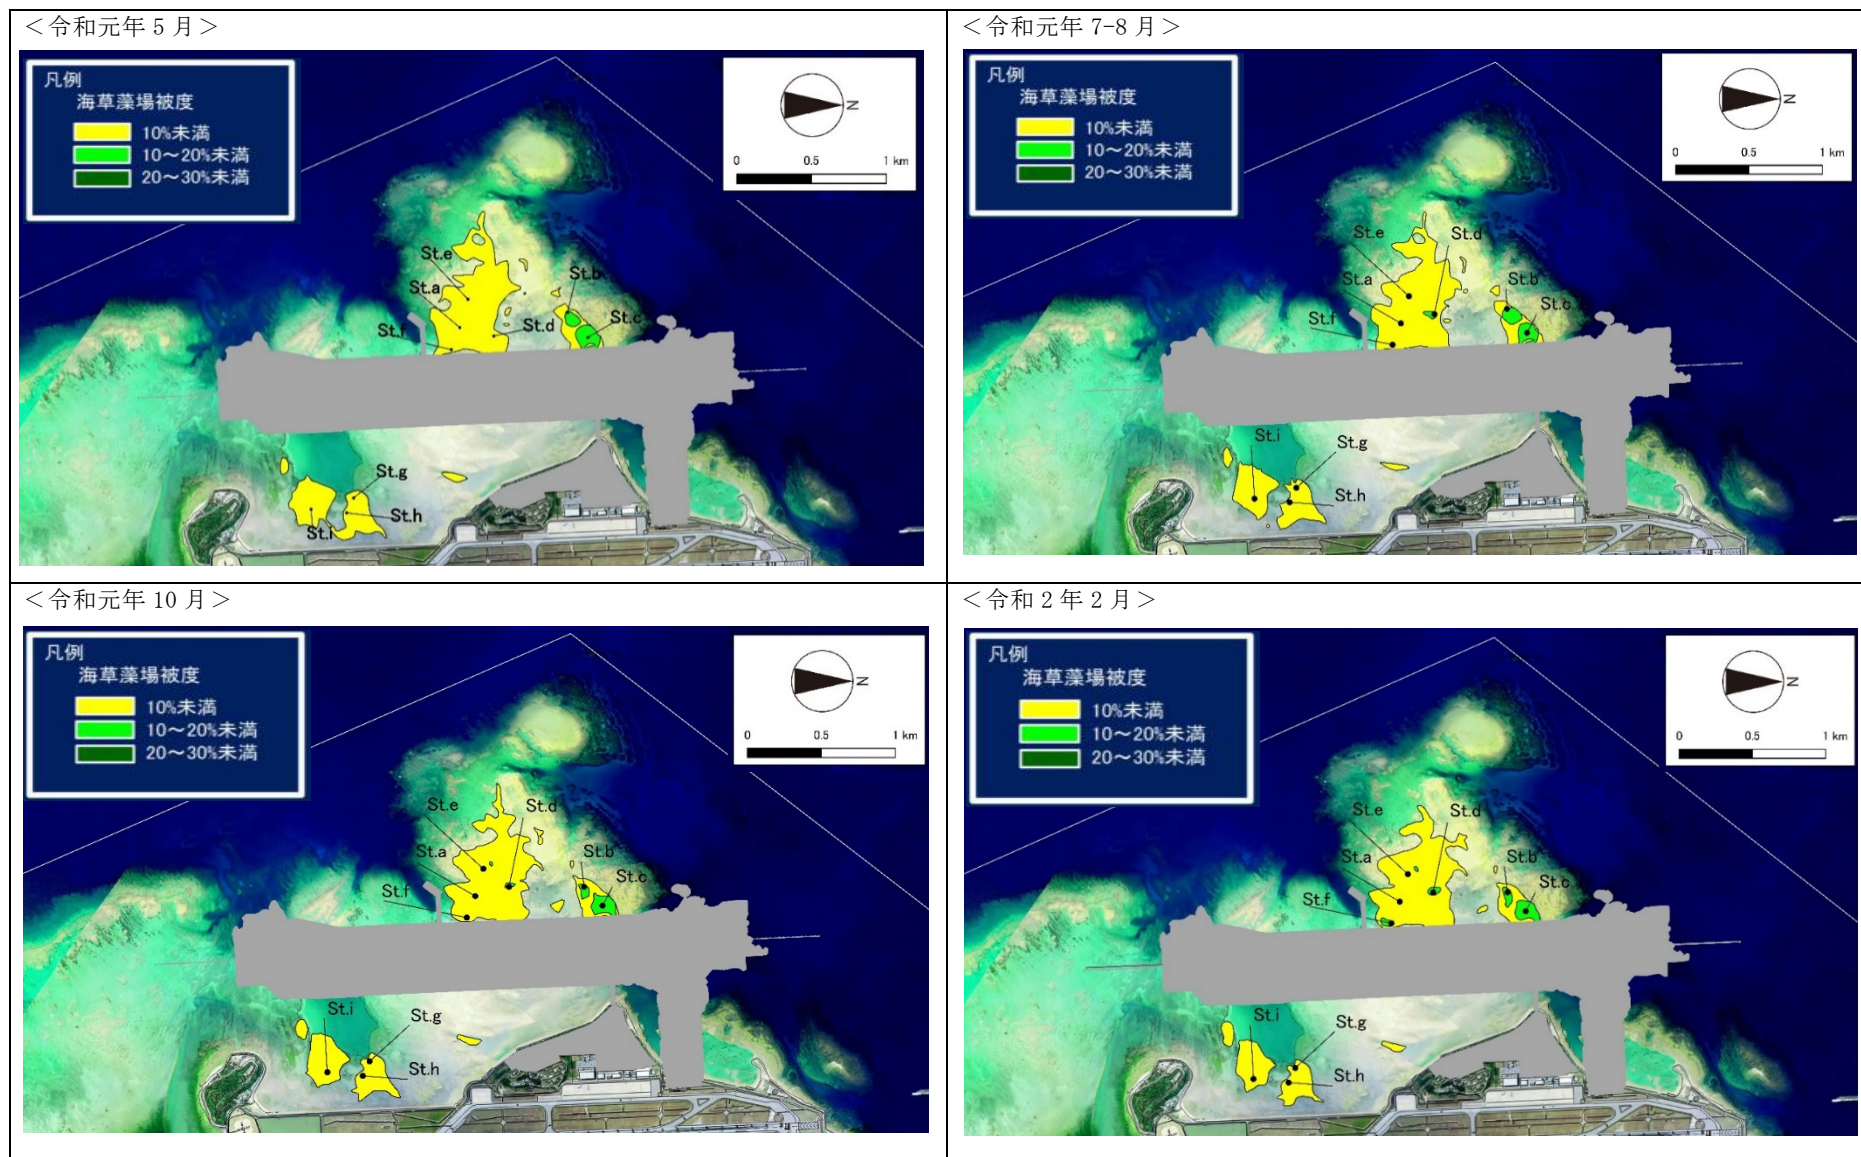 ＜令和元年 5 月＞
凡例
海草藻場被度
10%未満
10～20%未満
20～30%未満
N
0 0.5 1 km
St.e
St.a
St.b
St.c
St.f
St.d
St.g
St.h
St.i
＜令和元年 7-8 月＞
凡例
海草藻場被度
10%未満
10～20%未満
20～30%未満
N
0 0.5 1 km
St.e
St.d
St.a
St.b
St.c
St.f
St.i
St.g
St.h
＜令和元年 10 月＞
凡例
海草藻場被度
10%未満
10～20%未満
20～30%未満
N
0 0.5 1 km
St.e
St.d
St.a
St.b
St.c
St.f
St.i
St.g
St.h
＜令和 2 年 2 月＞
凡例
海草藻場被度
10%未満
10～20%未満
20～30%未満
N
0 0.5 1 km
St.e
St.d
St.a
St.b
St.c
St.f
St.i
St.g
St.h